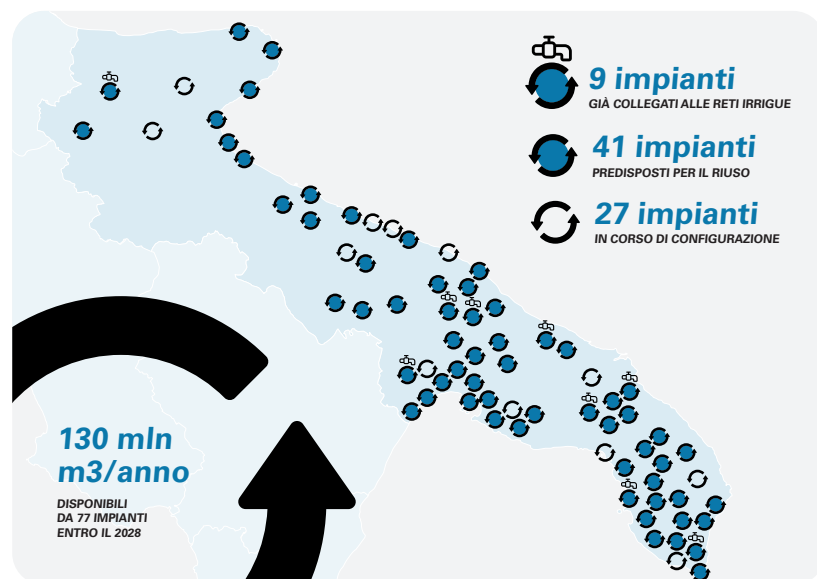 9 impianti
GIÀ COLLEGATI ALLE RETI IRRIGUE
41 impianti
PREDISPOSTI PER IL RIUSO
27 impianti
IN CORSO DI CONFIGURAZIONE
130 mln
m3/anno
DISPONIBILI
DA 77 IMPIANTI
ENTRO IL 2028